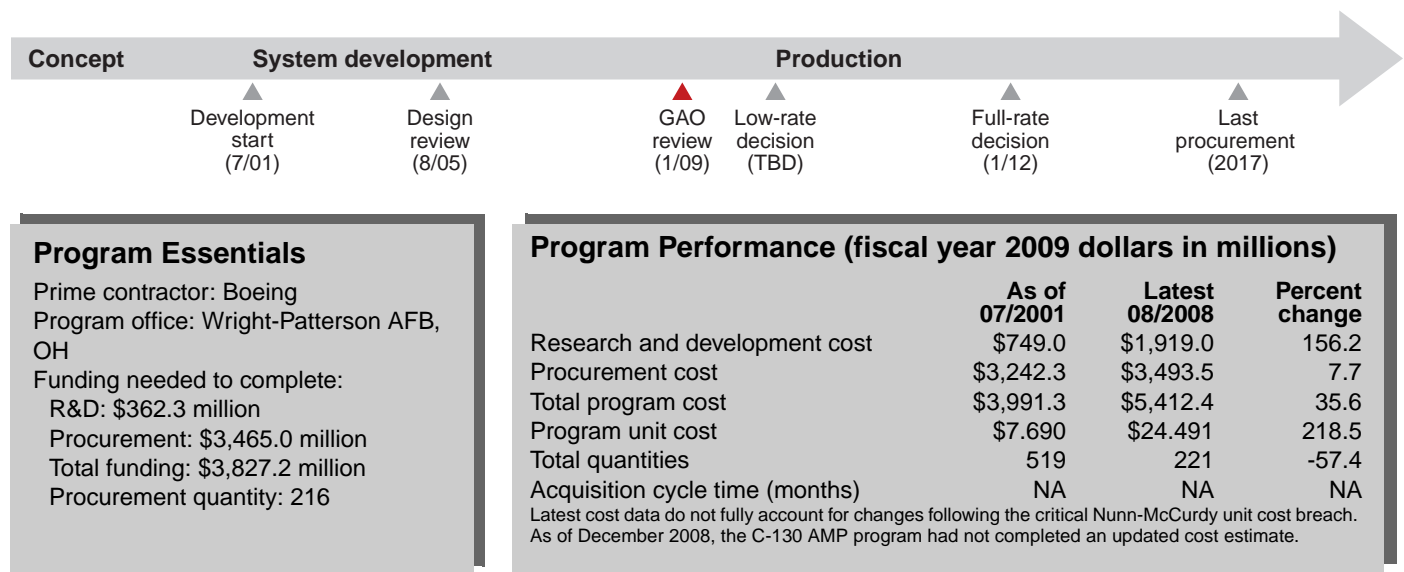 Concept System development Production
Development start (7/01)
Design review (8/05)
GAO review (1/09)
Low-rate decision (TBD)
Full-rate decision (1/12)
Last procurement (2017)
Program Essentials
Prime contractor: Boeing
Program office: Wright-Patterson AFB,
OH
Funding needed to complete:
R&D: $362.3 million
Procurement: $3,465.0 million
Total funding: $3,827.2 million
Procurement quantity: 216
Program Performance (fiscal year 2009 dollars in millions)
As of 07/2001 Latest 08/2008 Percent change
Research and development cost $749.0 $1,919.0 156.2
Procurement cost $3,242.3 $3,493.5 7.7
Total program cost $3,991.3 $5,412.4 35.6
Program unit cost $7.690 $24.491 218.5
Total quantities 519 221 -57.4
Acquisition cycle time (months) NA NA NA
Latest cost data do not fully account for changes following the critical Nunn-McCurdy unit cost breach.
As of December 2008, the C-130 AMP program had not completed an updated cost estimate.